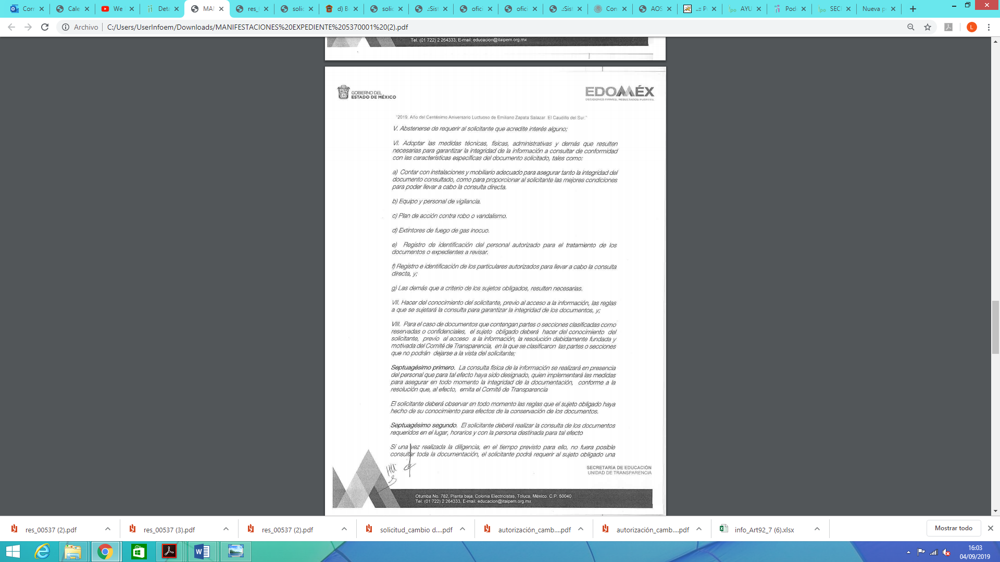 Corr
Cale
We
Deta
MAN
res_
solic
d) B
solic
.:Sist
ofici
ofici
.:Sist
Con
AOS
..:: P
AYU
Pod
SEC
Nueva p
Archivo
C:/Users/UserInfoem/Downloads/MANIFESTACIONES%20EXPEDIENTE%205370001%20(2).pdf
L
Tel. (01 722) 2 264333, E-mail: educacion@itaipem.org.mx
GOBIERNO DEL
ESTADO DE MÉXICO
EDOMÉX
DECISIONES FIRMES, RESULTADOS FUERTES.
"2019. Año del Centésimo Aniversario Luctuoso de Emiliano Zapata Salazar. El Caudillo del Sur."
V. Abstenerse de requerir al solicitante que acredite interés alguno;
VI. Adoptar las medidas técnicas, físicas, administrativas y demás que resulten
necesarias para garantizar la integridad de la información a consultar de conformidad
con las características específicas del documento solicitado, tales como:
a) Contar con instalaciones y mobiliario adecuado para asegurar tanto la integridad del
documento consultado, como para proporcionar al solicitante las mejores condiciones
para poder llevar a cabo la consulta directa.
b) Equipo y personal de vigilancia.
c) Plan de acción contra robo o vandalismo.
d) Extintores de fuego de gas inocuo.
e) Registro de identificación del personal autorizado para el tratamiento de los
documentos o expedientes a revisar.
f) Registro e identificación de los particulares autorizados para llevar a cabo la consulta
directa, y;
g) Las demás que a criterio de los sujetos obligados, resulten necesarias.
VII. Hacer del conocimiento del solicitante, previo al acceso a la información, las reglas
a que se sujetará la consulta para garantizar la integridad de los documentos, y;
VIII. Para el caso de documentos que contengan partes o secciones clasificadas como
reservadas o confidenciales, el sujeto obligado deberá hacer del conocimiento del
solicitante, previo al acceso a la información, la resolución debidamente fundada y
motivada del Comité de Transparencia, en la que se clasificaron las partes o secciones
que no podrán dejarse a la vista del solicitante;
Septuagésimo primero. La consulta física de la información se realizará en presencia
del personal que para tal efecto haya sido designado, quien implementará las medidas
para asegurar en todo momento la integridad de la documentación, conforme a la
resolución que, al efecto, emita el Comité de Transparencia
El solicitante deberá observar en todo momento las reglas que el sujeto obligado haya
hecho de su conocimiento para efectos de la conservación de los documentos.
Septuagésimo segundo. El solicitante deberá realizar la consulta de los documentos
requeridos en el lugar, horarios y con la persona destinada para tal efecto
Si una vez realizada la diligencia, en el tiempo previsto para ello, no fuera posible
consultar toda la documentación, el solicitante podrá requerir al sujeto obligado una
SECRETARÍA DE EDUCACIÓN
UNIDAD DE TRANSPARENCIA
Otumba No. 782, Planta baja, Colonia Electricistas, Toluca, México. C.P. 50040
Tel. (01 722) 2 264333, E-mail: educacion@itaipem.org.mx
res_00537 (2).pdf
res_00537 (3).pdf
res_00537 (2).pdf
solicitud_cambio d....pdf
autorización_camb....pdf
autorización_camb....pdf
info_Art92_7 (6).xlsx
Mostrar todo
16:03
04/09/2019